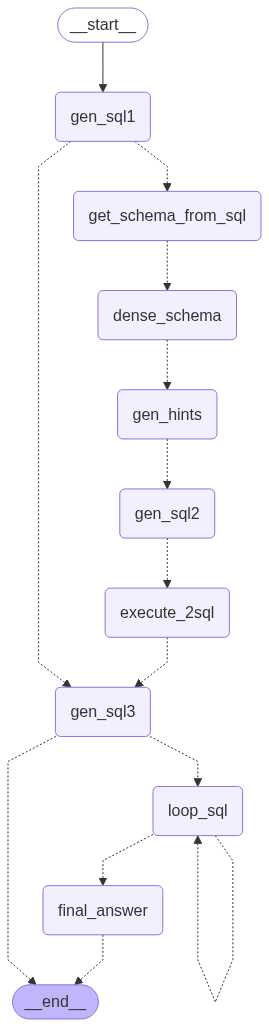 __start__
gen_sql1
get_schema_from_sql
dense_schema
gen_hints
gen_sql2
execute_2sql
gen_sql3
loop_sql
final_answer
__end__